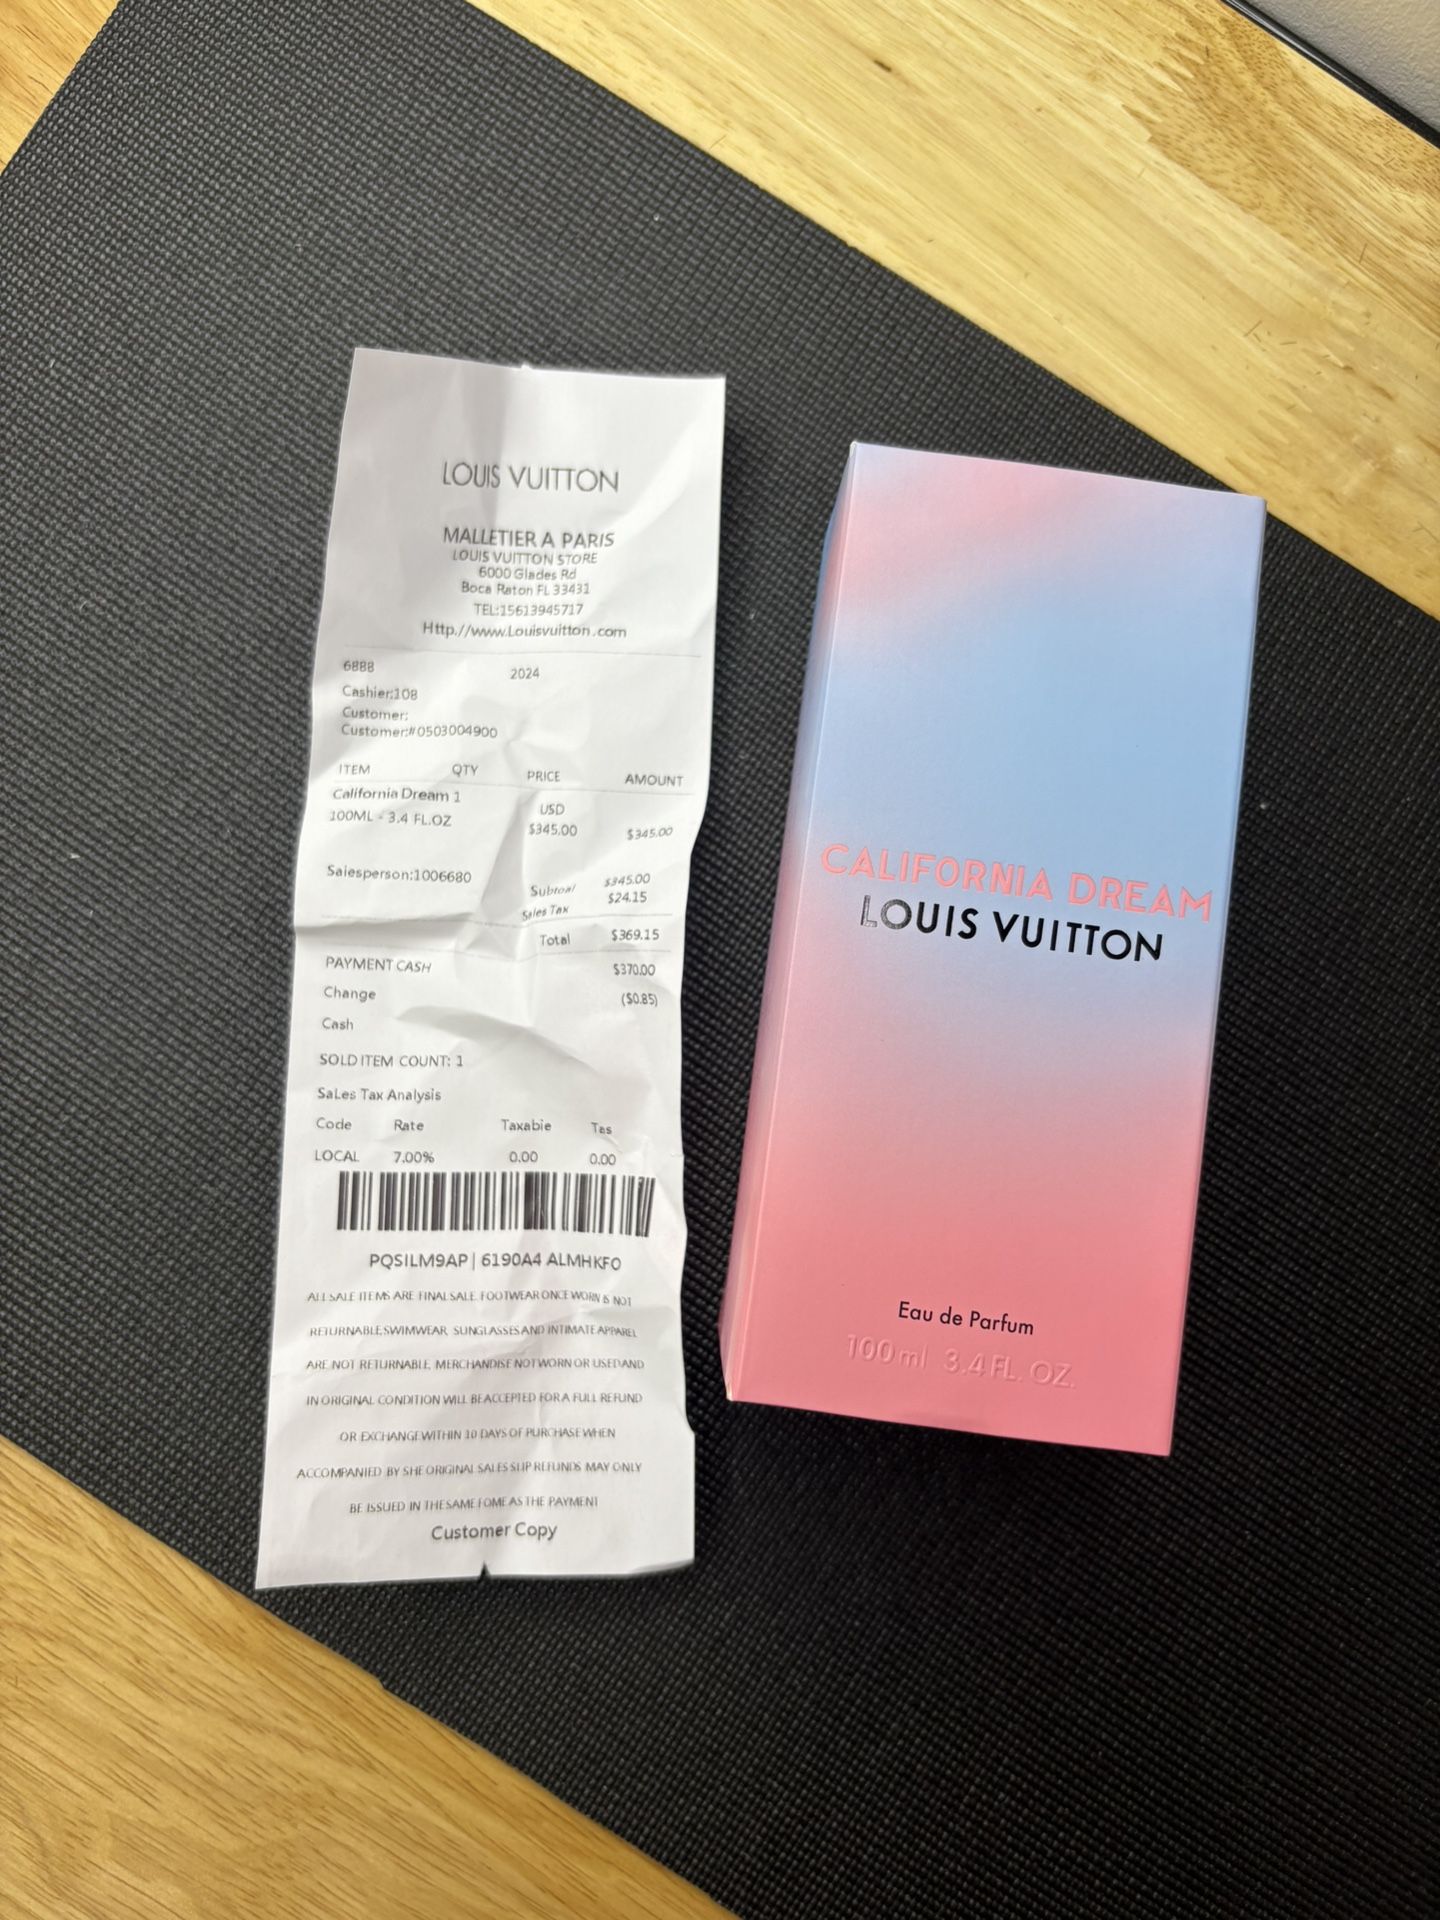 LOUIS VUITTON
MALLETIER A PARIS
LOUIS VUITTON STORE
6000 Glades Rd
Boca Raton FL 33431
TEL:15613945717
Http.//www.Louisvuitton.com
6888 2024
Cashier:108
Customer:
Customer:#0503004900
ITEM QTY PRICE AMOUNT
California Dream 1 USD
100ML - 3.4 FL.OZ $345.00 $345.00
Saiesperson:1006680 Subtoal $345.00
Sales Tax $24.15
Total $369.15
PAYMENT CASH $370.00
Change ($0.85)
Cash
SOLD ITEM COUNT: 1
SaLes Tax Analysis
Code Rate Taxabie Tas
LOCAL 7.00% 0.00 0.00
PQSILM9AP | 6190A4 ALMHKFO
ALL SALE ITEMS ARE FINAL SALE. FOOTWEAR ONCE WORN IS NOT
RETURNABLE, SWIMWEAR, SUNGLASSES AND INTIMATE APPAREL
ARE NOT RETURNABLE, MERCHANDISE NOT WORN OR USED AND
IN ORIGINAL CONDITION WILL BE ACCEPTED FOR A FULL REFUND
OR EXCHANGE WITHIN 10 DAYS OF PURCHASE WHEN
ACCOMPANIED BY SHE ORIGINAL SALES SLIP REFUNDS MAY ONLY
BE ISSUED IN THE SAME FOME AS THE PAYMENT
Customer Copy
CALIFORNIA DREAM
LOUIS VUITTON
Eau de Parfum
100 ml 3.4 FL. OZ.